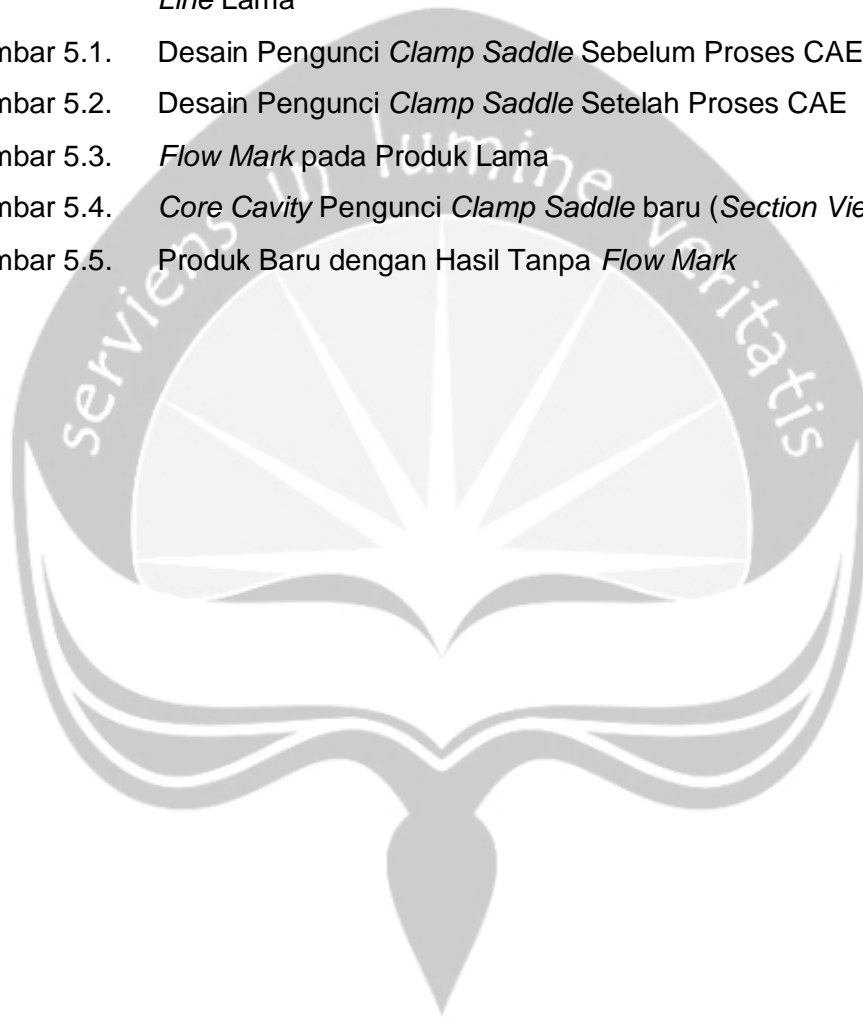 Line Lama
mbar 5.1. Desain Pengunci Clamp Saddle Sebelum Proses CAE
mbar 5.2. Desain Pengunci Clamp Saddle Setelah Proses CAE
mbar 5.3. Flow Mark pada Produk Lama
mbar 5.4. Core Cavity Pengunci Clamp Saddle baru (Section Vie
mbar 5.5. Produk Baru dengan Hasil Tanpa Flow Mark
serviens in lumine veritatis